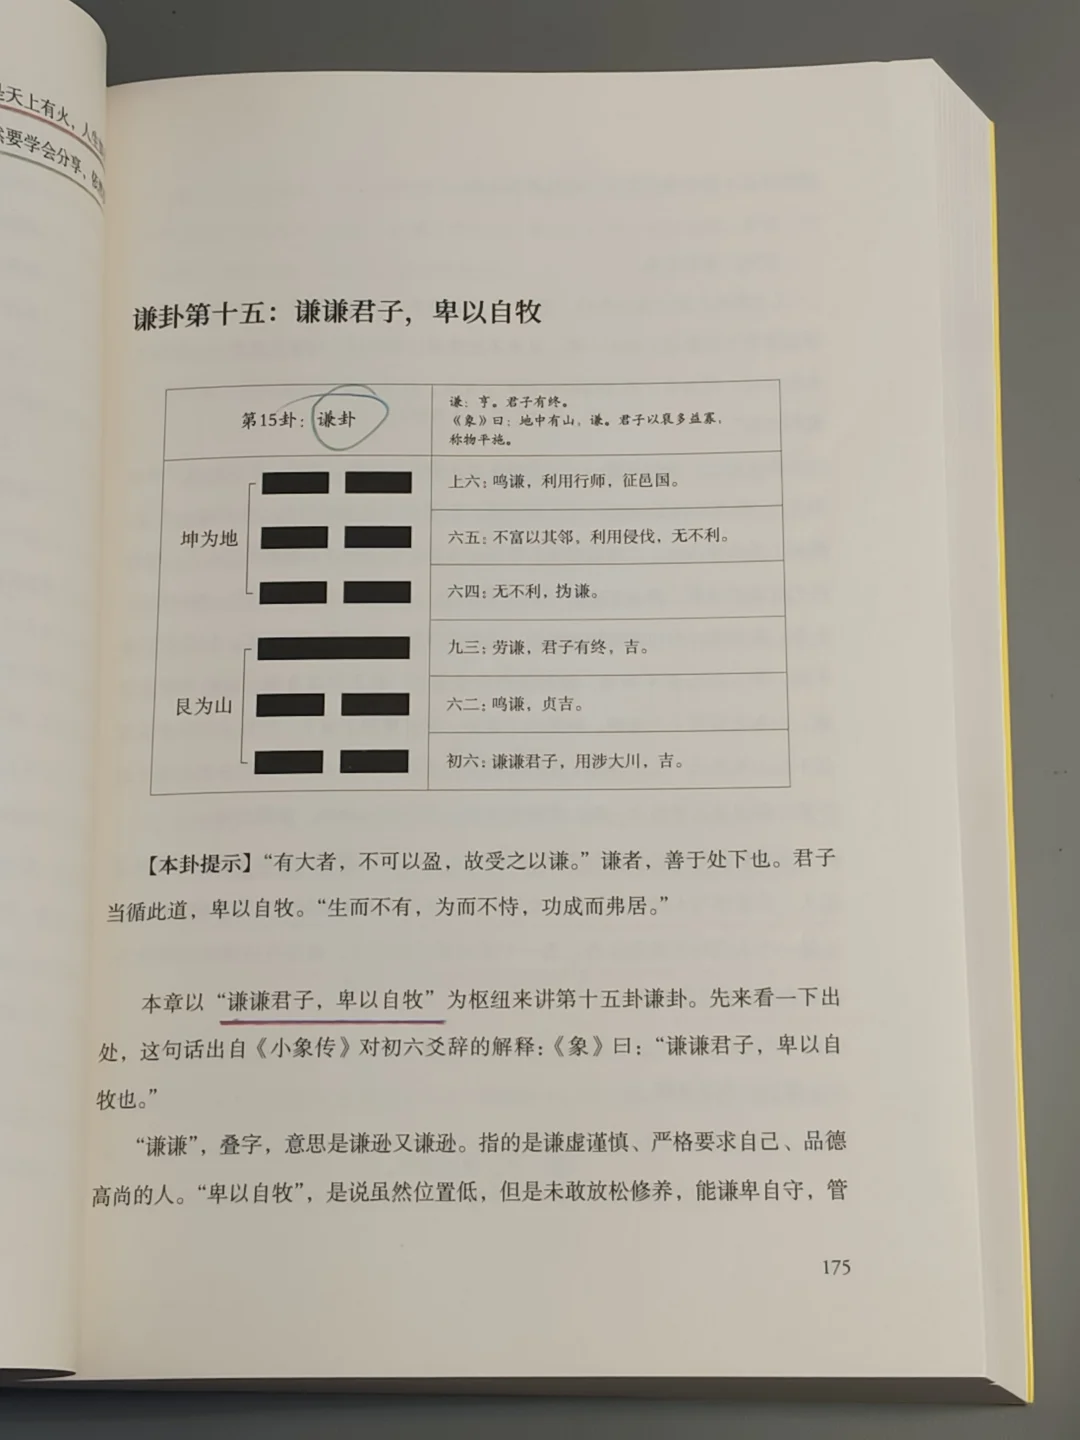 是天上有火，人生
要学会分享、
谦卦第十五：谦谦君子，卑以自牧
第15卦：谦卦
谦：亨。君子有终。
《象》曰：地中有山，谦。君子以裒多益寡，
称物平施。
坤为地
上六：鸣谦，利用行师，征邑国。
六五：不富以其邻，利用侵伐，无不利。
六四：无不利，㧑谦。
艮为山
九三：劳谦，君子有终，吉。
六二：鸣谦，贞吉。
初六：谦谦君子，用涉大川，吉。
【本卦提示】“有大者，不可以盈，故受之以谦。”谦者，善于处下也。君子
当循此道，卑以自牧。“生而不有，为而不恃，功成而弗居。”
本章以“谦谦君子，卑以自牧”为枢纽来讲第十五卦谦卦。先来看一下出
处，这句话出自《小象传》对初六爻辞的解释：《象》曰：“谦谦君子，卑以自
牧也。”
“谦谦”，叠字，意思是谦逊又谦逊。指的是谦虚谨慎、严格要求自己、品德
高尚的人。“卑以自牧”，是说虽然位置低，但是未敢放松修养，能谦卑自守，管
175